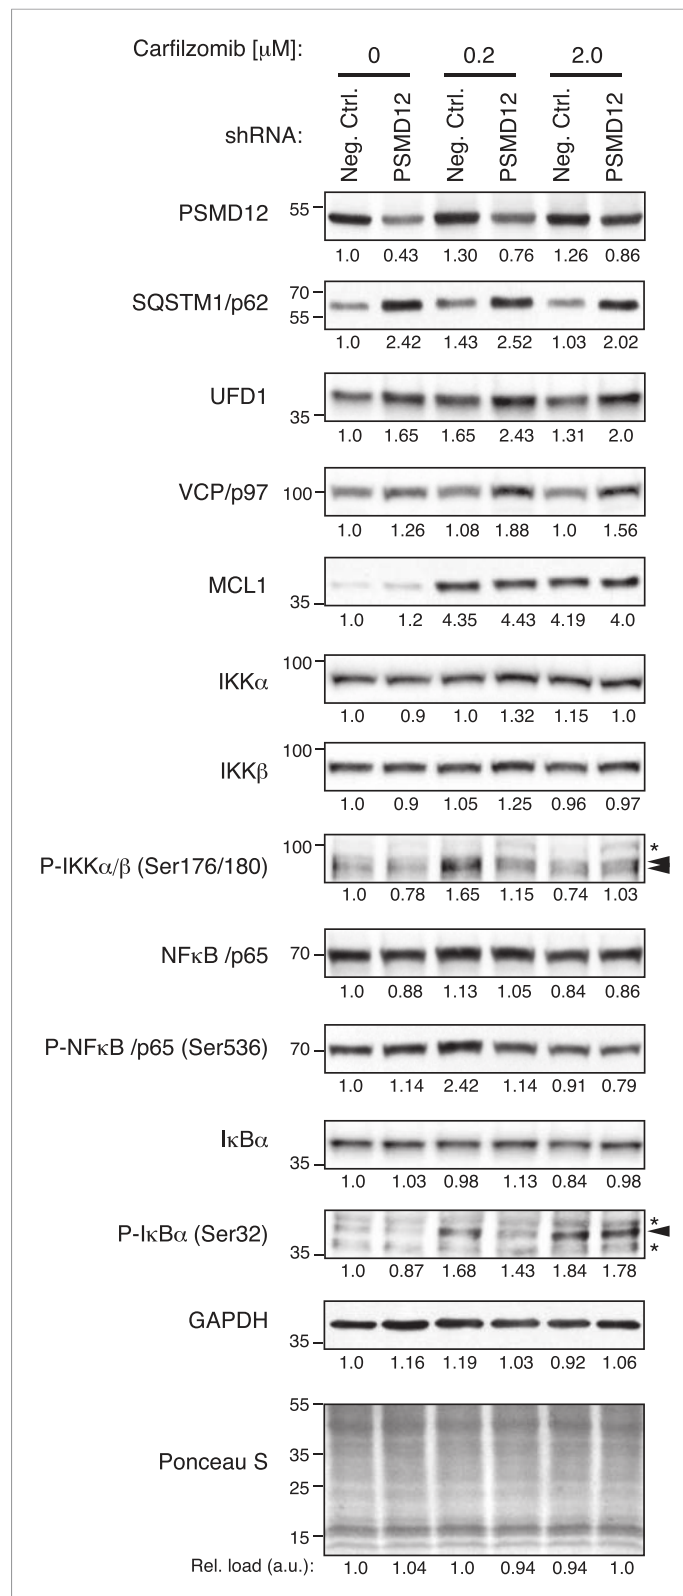 Carfilzomib [μM]: 0 0.2 2.0
shRNA: Neg. Ctrl. PSMD12 Neg. Ctrl. PSMD12 Neg. Ctrl. PSMD12
PSMD12 55
1.0 0.43 1.30 0.76 1.26 0.86
70
SQSTM1/p62
55
1.0 2.42 1.43 2.52 1.03 2.02
UFD1
35
1.0 1.65 1.65 2.43 1.31 2.0
VCP/p97 100
1.0 1.26 1.08 1.88 1.0 1.56
MCL1
35
1.0 1.2 4.35 4.43 4.19 4.0
100
IKKα
1.0 0.9 1.0 1.32 1.15 1.0
100
IKKβ
1.0 0.9 1.05 1.25 0.96 0.97
100 *
P-IKKα/β (Ser176/180)
1.0 0.78 1.65 1.15 0.74 1.03
NFκB /p65 70
1.0 0.88 1.13 1.05 0.84 0.86
P-NFκB /p65 (Ser536) 70
1.0 1.14 2.42 1.14 0.91 0.79
IκBα
35
1.0 1.03 0.98 1.13 0.84 0.98
*
P-IκBα (Ser32)
35 *
1.0 0.87 1.68 1.43 1.84 1.78
GAPDH
35
1.0 1.16 1.19 1.03 0.92 1.06
55
Ponceau S 35
25
15
Rel. load (a.u.): 1.0 1.04 1.0 0.94 0.94 1.0